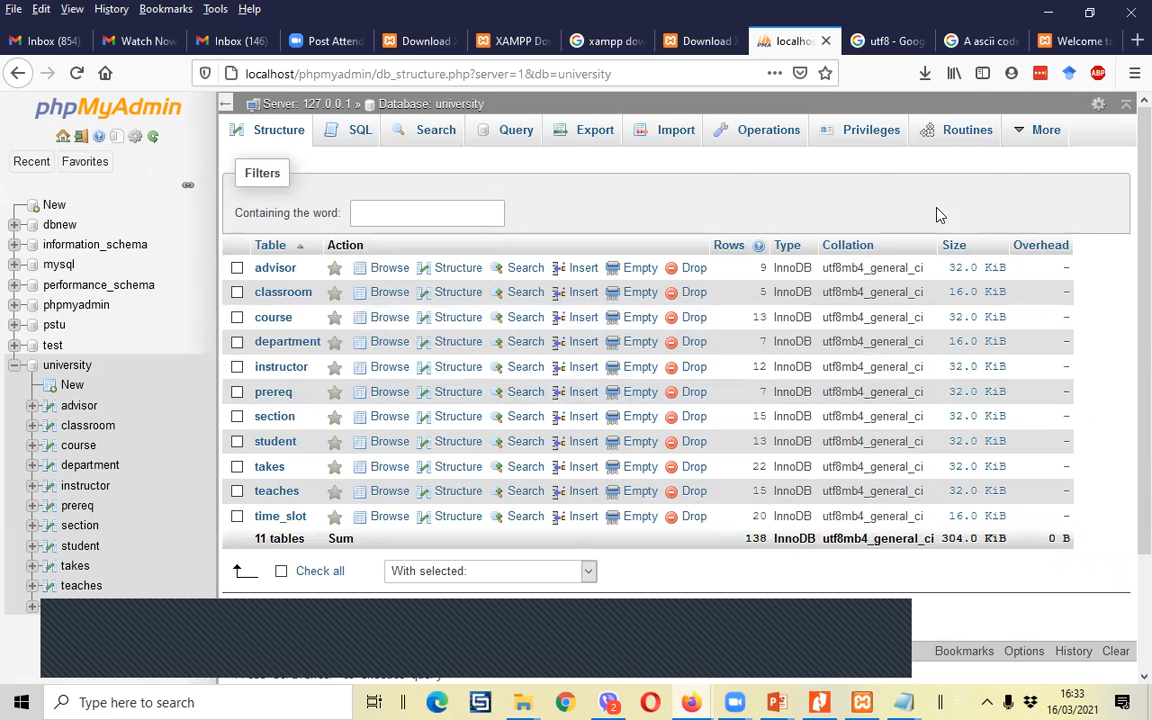 File Edit View History Bookmarks Tools Help
Inbox (854) Watch Now Inbox (146) Post Attend Download XAMPP Do xampp dow Download localhos utf8 - Goog A ascii cod Welcome to
localhost/phpmyadmin/db_structure.php?server=1&db=university
phpMyAdmin
Recent Favorites
New
dbnew
information_schema
mysql
performance_schema
phpmyadmin
pstu
test
university
New
advisor
classroom
course
department
instructor
prereq
section
student
takes
teaches
Server: 127.0.0.1 » Database: university
Structure SQL Search Query Export Import Operations Privileges Routines More
Filters
Containing the word:
Table Action Rows Type Collation Size Overhead
advisor Browse Structure Search Insert Empty Drop 9 InnoDB utf8mb4_general_ci 32.0 KiB -
classroom Browse Structure Search Insert Empty Drop 5 InnoDB utf8mb4_general_ci 16.0 KiB -
course Browse Structure Search Insert Empty Drop 13 InnoDB utf8mb4_general_ci 32.0 KiB -
department Browse Structure Search Insert Empty Drop 7 InnoDB utf8mb4_general_ci 16.0 KiB -
instructor Browse Structure Search Insert Empty Drop 12 InnoDB utf8mb4_general_ci 32.0 KiB -
prereq Browse Structure Search Insert Empty Drop 7 InnoDB utf8mb4_general_ci 32.0 KiB -
section Browse Structure Search Insert Empty Drop 15 InnoDB utf8mb4_general_ci 32.0 KiB -
student Browse Structure Search Insert Empty Drop 13 InnoDB utf8mb4_general_ci 32.0 KiB -
takes Browse Structure Search Insert Empty Drop 22 InnoDB utf8mb4_general_ci 32.0 KiB -
teaches Browse Structure Search Insert Empty Drop 15 InnoDB utf8mb4_general_ci 32.0 KiB -
time_slot Browse Structure Search Insert Empty Drop 20 InnoDB utf8mb4_general_ci 16.0 KiB -
11 tables Sum 138 InnoDB utf8mb4_general_ci 304.0 KiB 0 B
Check all With selected:
Bookmarks Options History Clear
Type here to search
16:33
16/03/2021